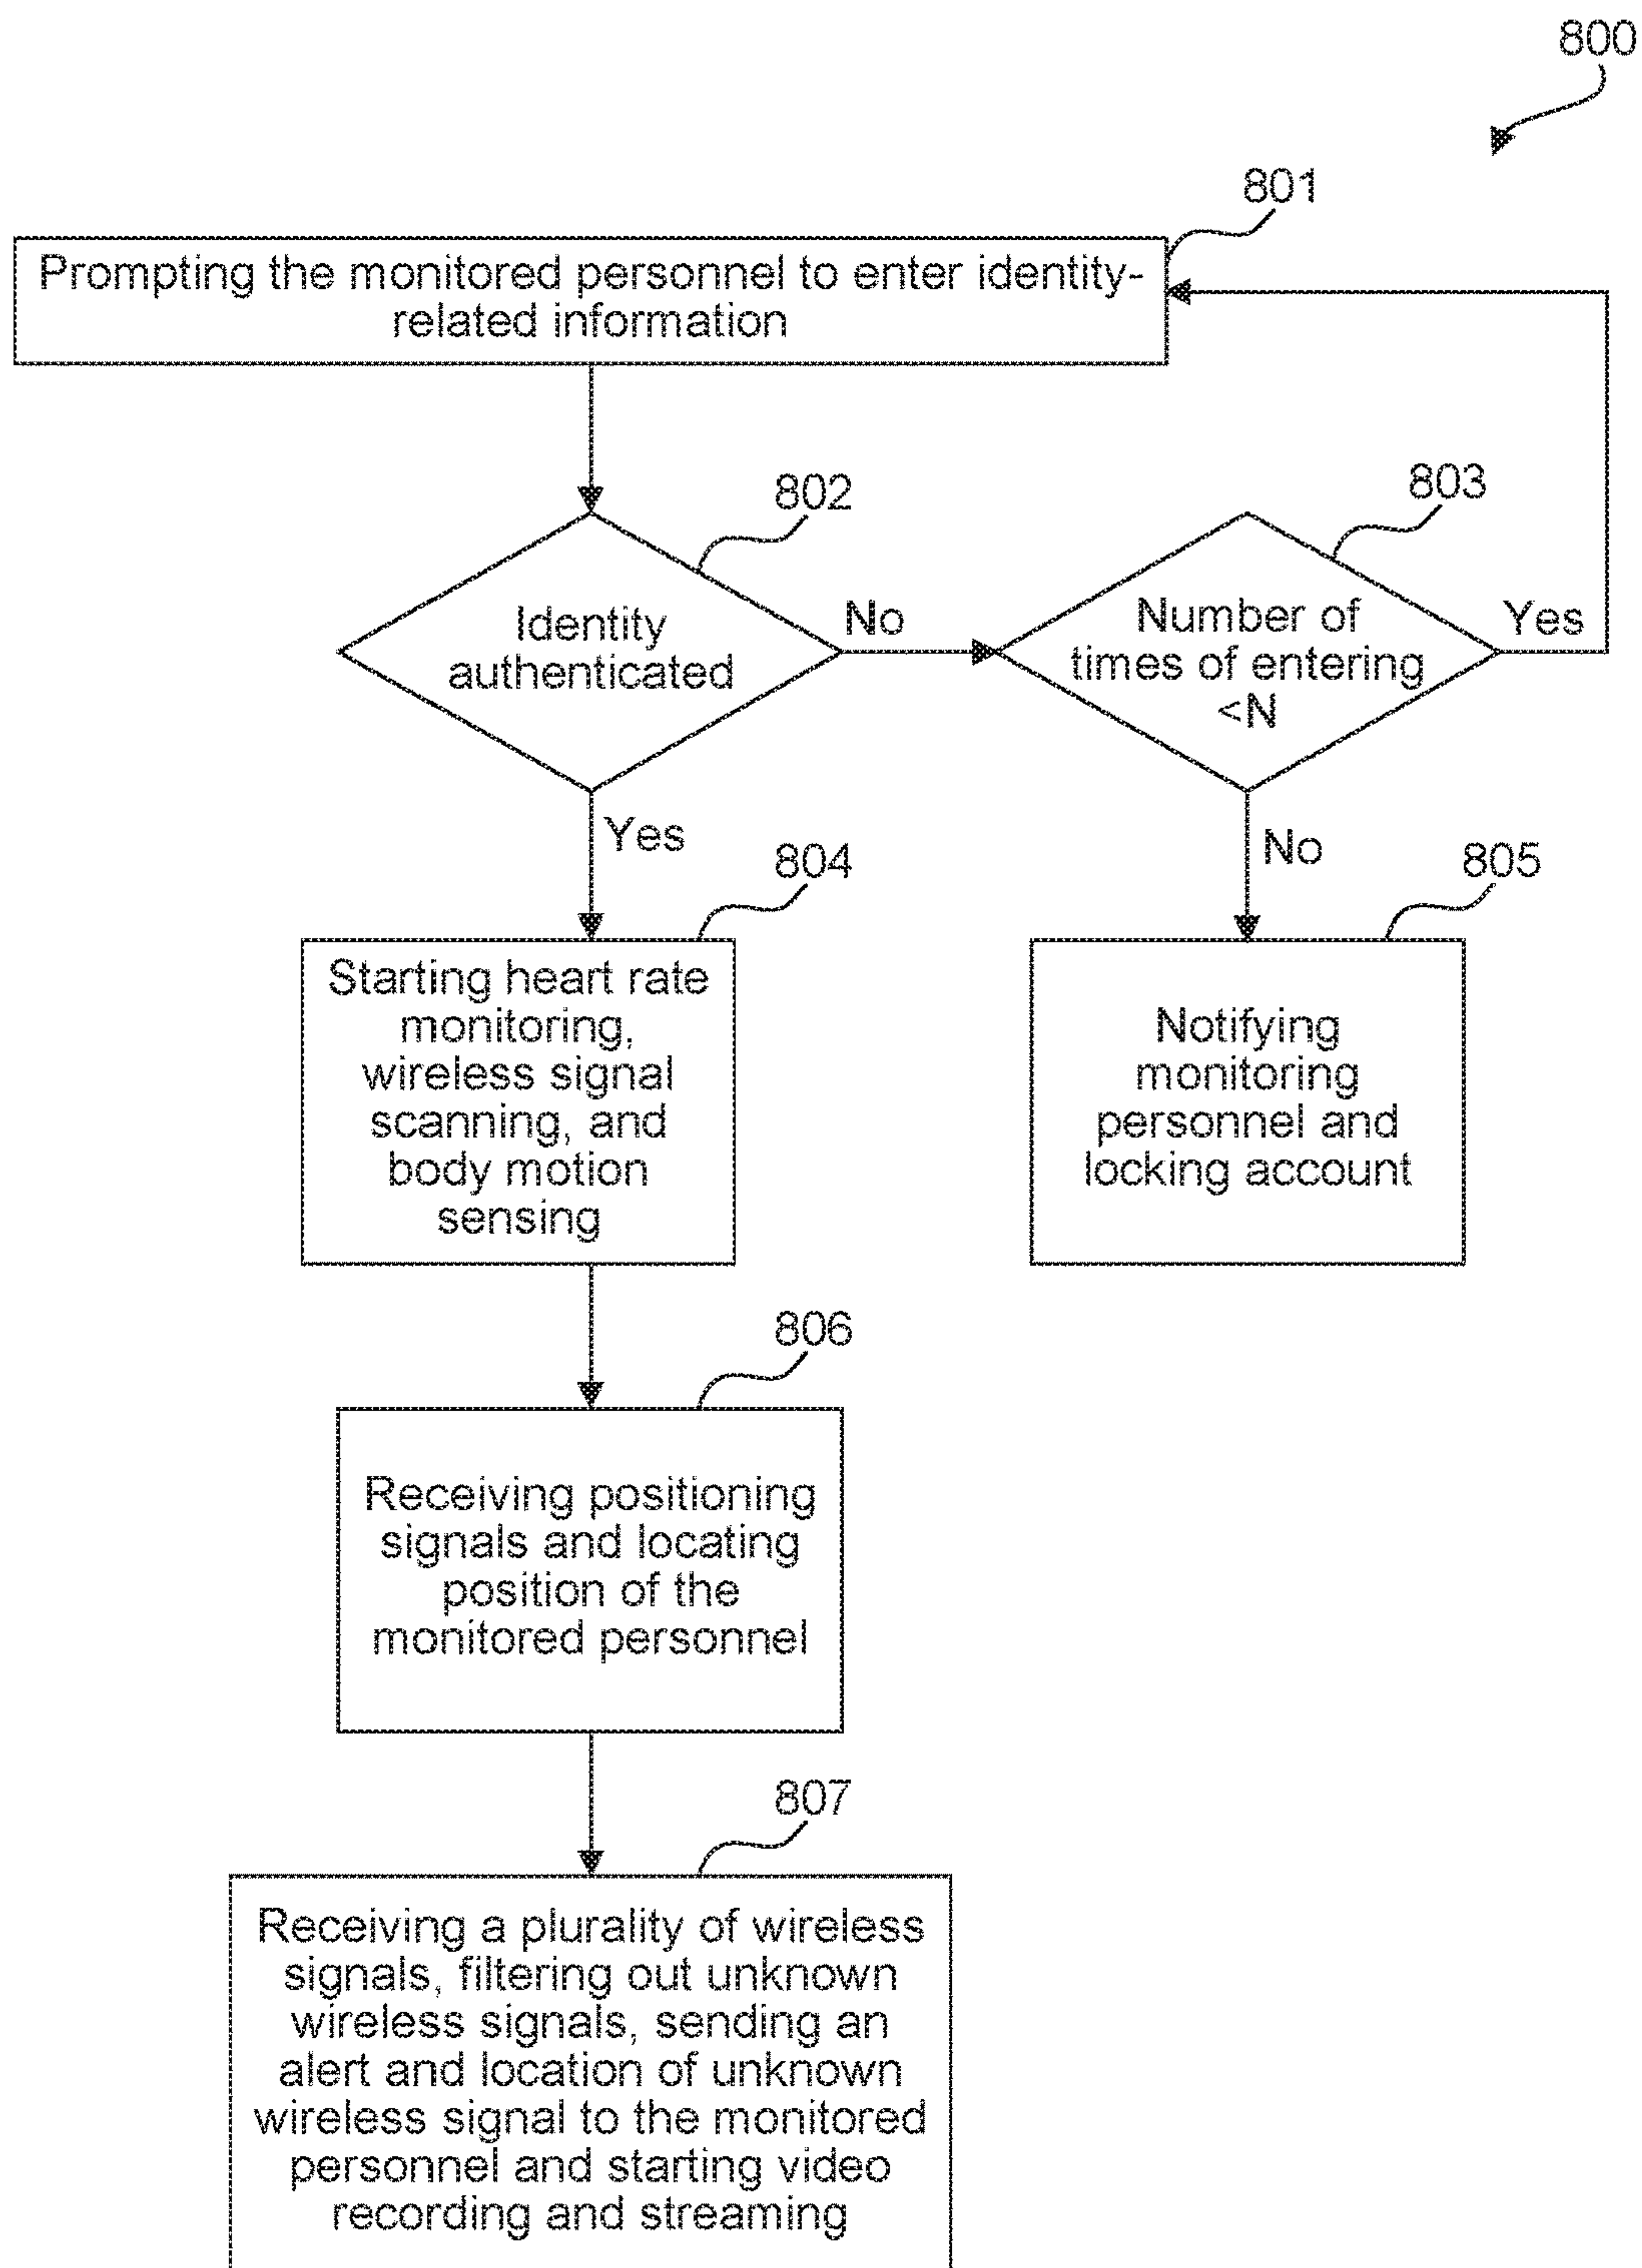 800
801
Prompting the monitored personnel to enter identity-
related information
802
803
Identity
authenticated
No
Number of
times of entering
<N
Yes
Yes
No
804
805
Starting heart rate
monitoring,
wireless signal
scanning, and
body motion
sensing
Notifying
monitoring
personnel and
locking account
806
Receiving positioning
signals and locating
position of the
monitored personnel
807
Receiving a plurality of wireless
signals, filtering out unknown
wireless signals, sending an
alert and location of unknown
wireless signal to the monitored
personnel and starting video
recording and streaming